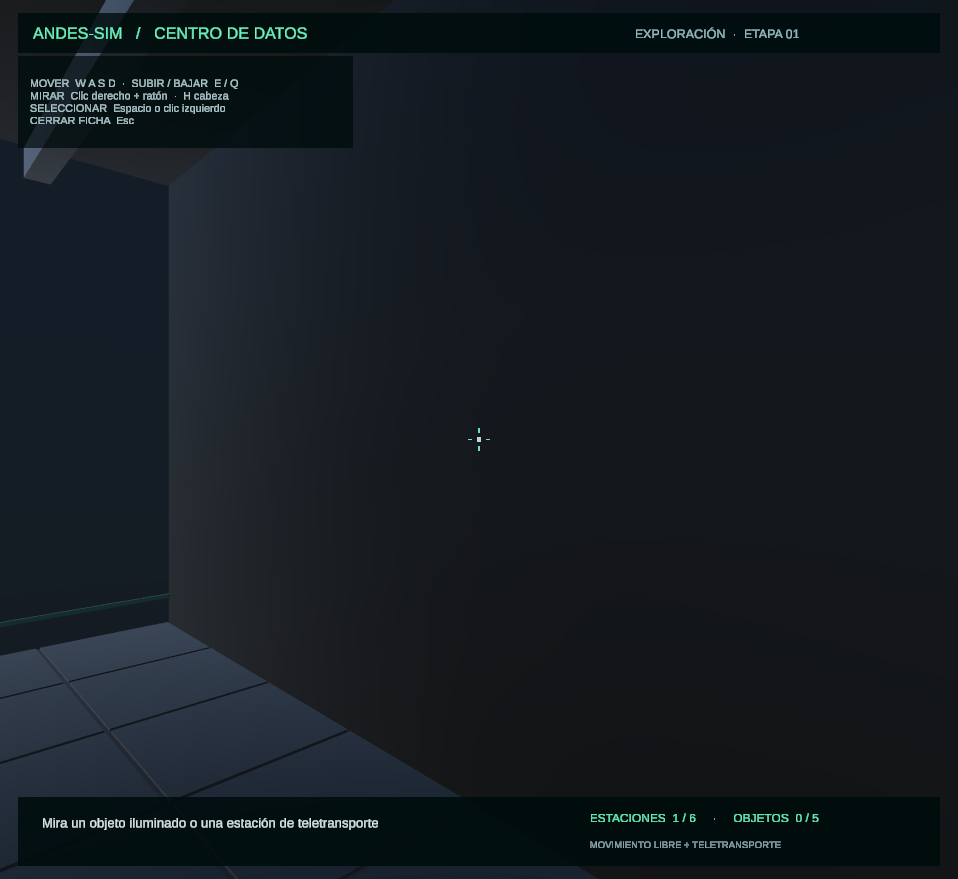 ANDES-SIM / CENTRO DE DATOS
EXPLORACIÓN · ETAPA 01
MOVER W A S D · SUBIR / BAJAR E / Q
MIRAR Clic derecho + ratón · H cabeza
SELECCIONAR Espacio o clic izquierdo
CERRAR FICHA Esc
Mira un objeto iluminado o una estación de teletransporte
ESTACIONES 1 / 6 · OBJETOS 0 / 5
MOVIMIENTO LIBRE + TELETRANSPORTE